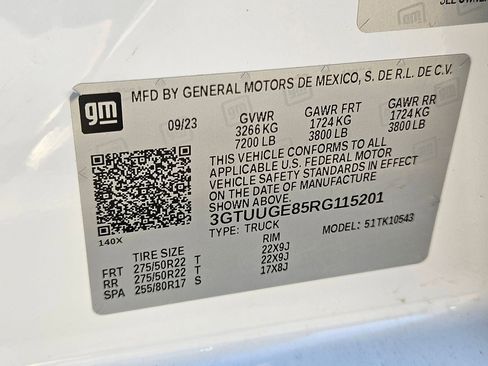 SEE OWNER
gm
MFD BY GENERAL MOTORS DE MEXICO, S. DE R.L. DE C.V.
09/23 GVWR GAWR FRT GAWR RR
3266 KG 1724 KG 1724 KG
7200 LB 3800 LB 3800 LB
THIS VEHICLE CONFORMS TO ALL
APPLICABLE U.S. FEDERAL MOTOR
VEHICLE SAFETY STANDARDS IN EFFECT
ON THE DATE OF MANUFACTURE SHOWN ABOVE.
3GTUUGE85RG115201
140X TYPE: TRUCK MODEL: 51TK10543
TIRE SIZE RIM
FRT 275/50R22 T 22X9J
RR 275/50R22 T 22X9J
SPA 255/80R17 S 17X8J